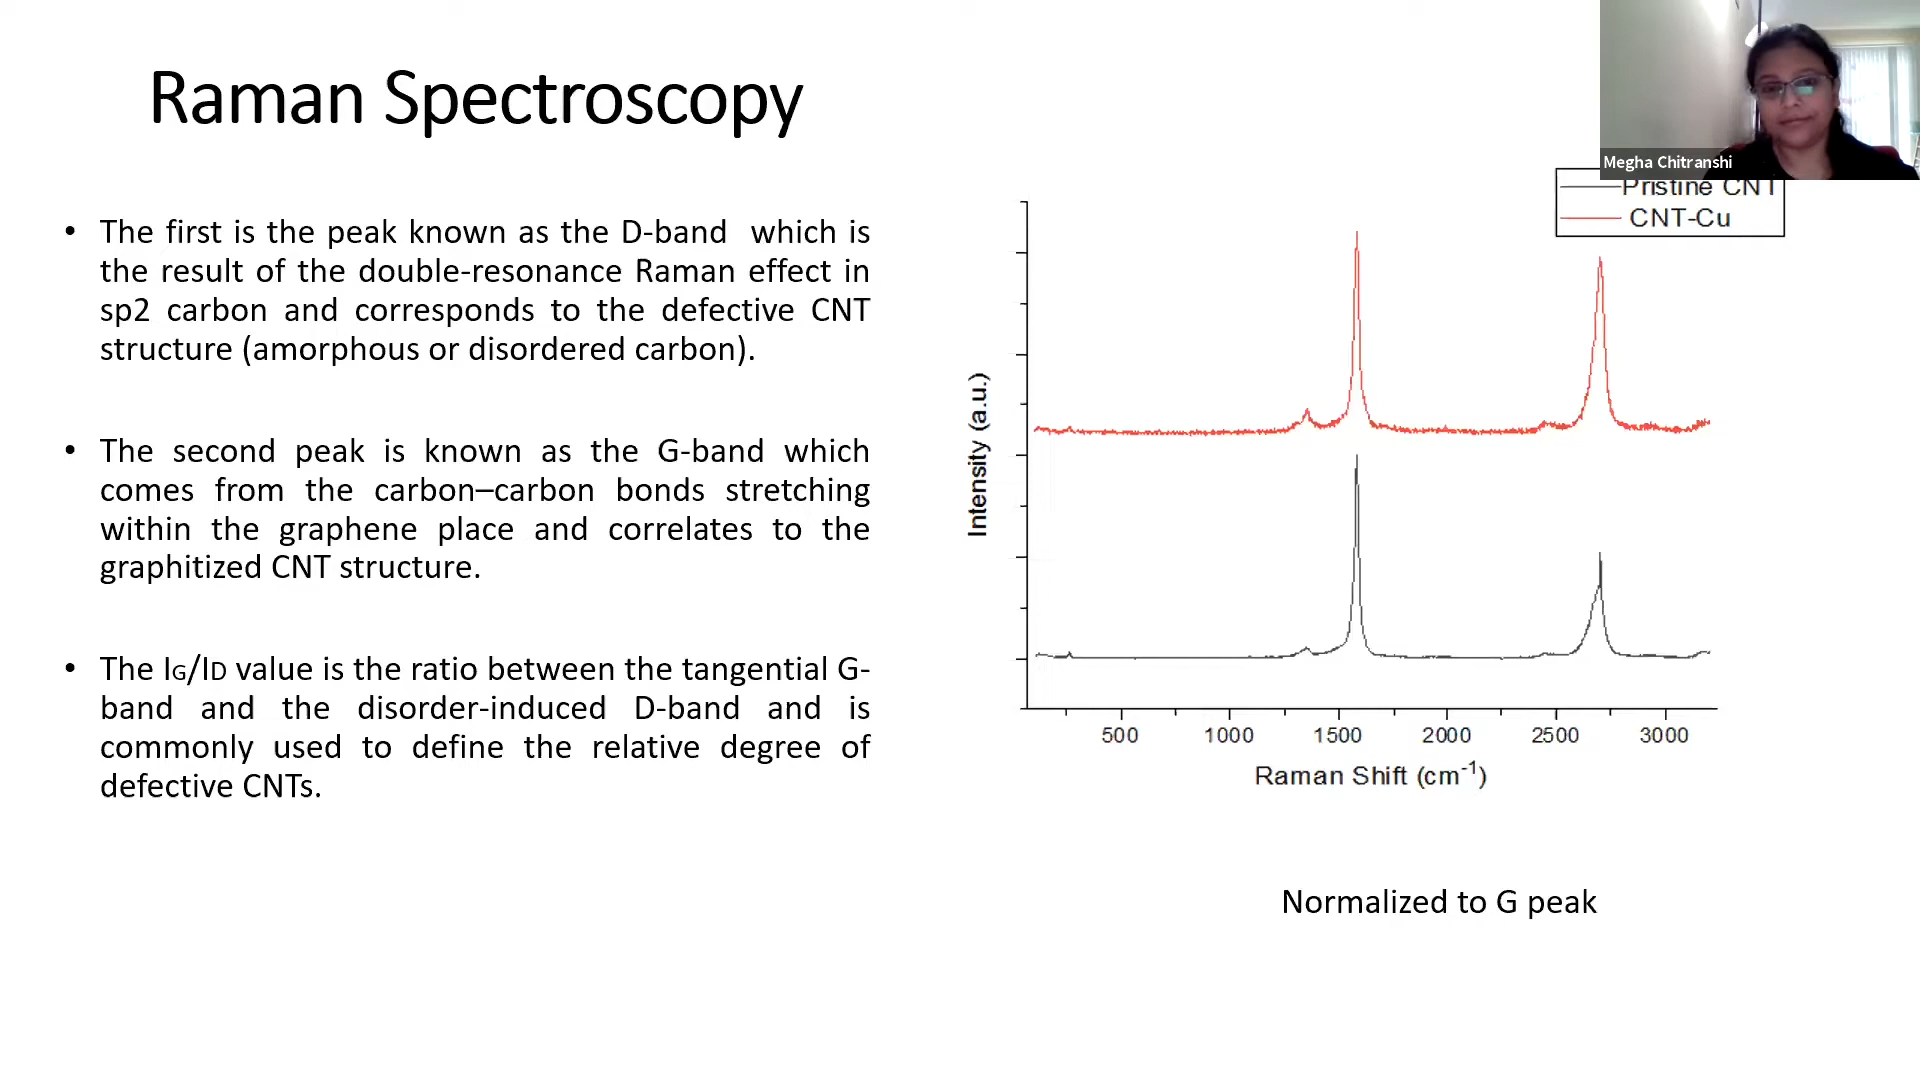 Raman Spectroscopy
Megha Chitranshi
• The first is the peak known as the D-band which is
the result of the double-resonance Raman effect in
sp2 carbon and corresponds to the defective CNT
structure (amorphous or disordered carbon).
• The second peak is known as the G-band which
comes from the carbon–carbon bonds stretching
within the graphene place and correlates to the
graphitized CNT structure.
• The IG/ID value is the ratio between the tangential G-
band and the disorder-induced D-band and is
commonly used to define the relative degree of
defective CNTs.
Pristine CNT
CNT-Cu
Intensity (a.u.)
500 1000 1500 2000 2500 3000
Raman Shift (cm⁻¹)
Normalized to G peak